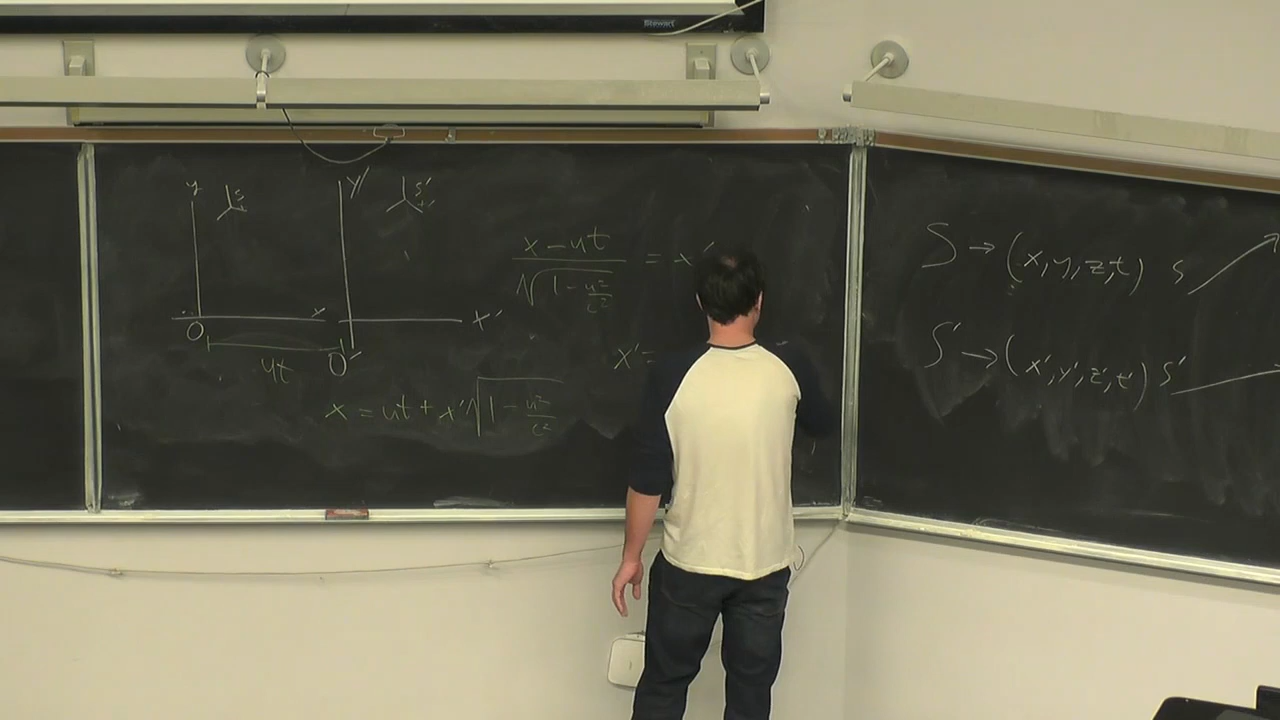 Stewart
y S y' S'
x - ut / √(1 - u²/c²) = x'
O x x'
ut O'
x' =
x = ut + x'√(1 - u²/c²)
S → (x, y, z, t) S
S' → (x', y', z', t') S'